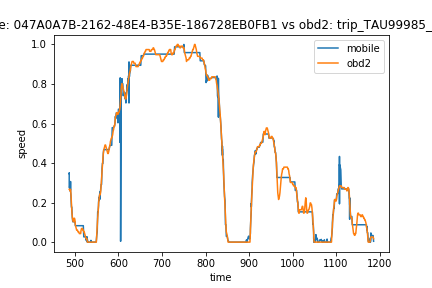 e: 047A0A7B-2162-48E4-B35E-186728EB0FB1 vs obd2: trip_TAU99985_
mobile
obd2
1.0
0.8
0.6
0.4
0.2
0.0
speed
500 600 700 800 900 1000 1100 1200
time